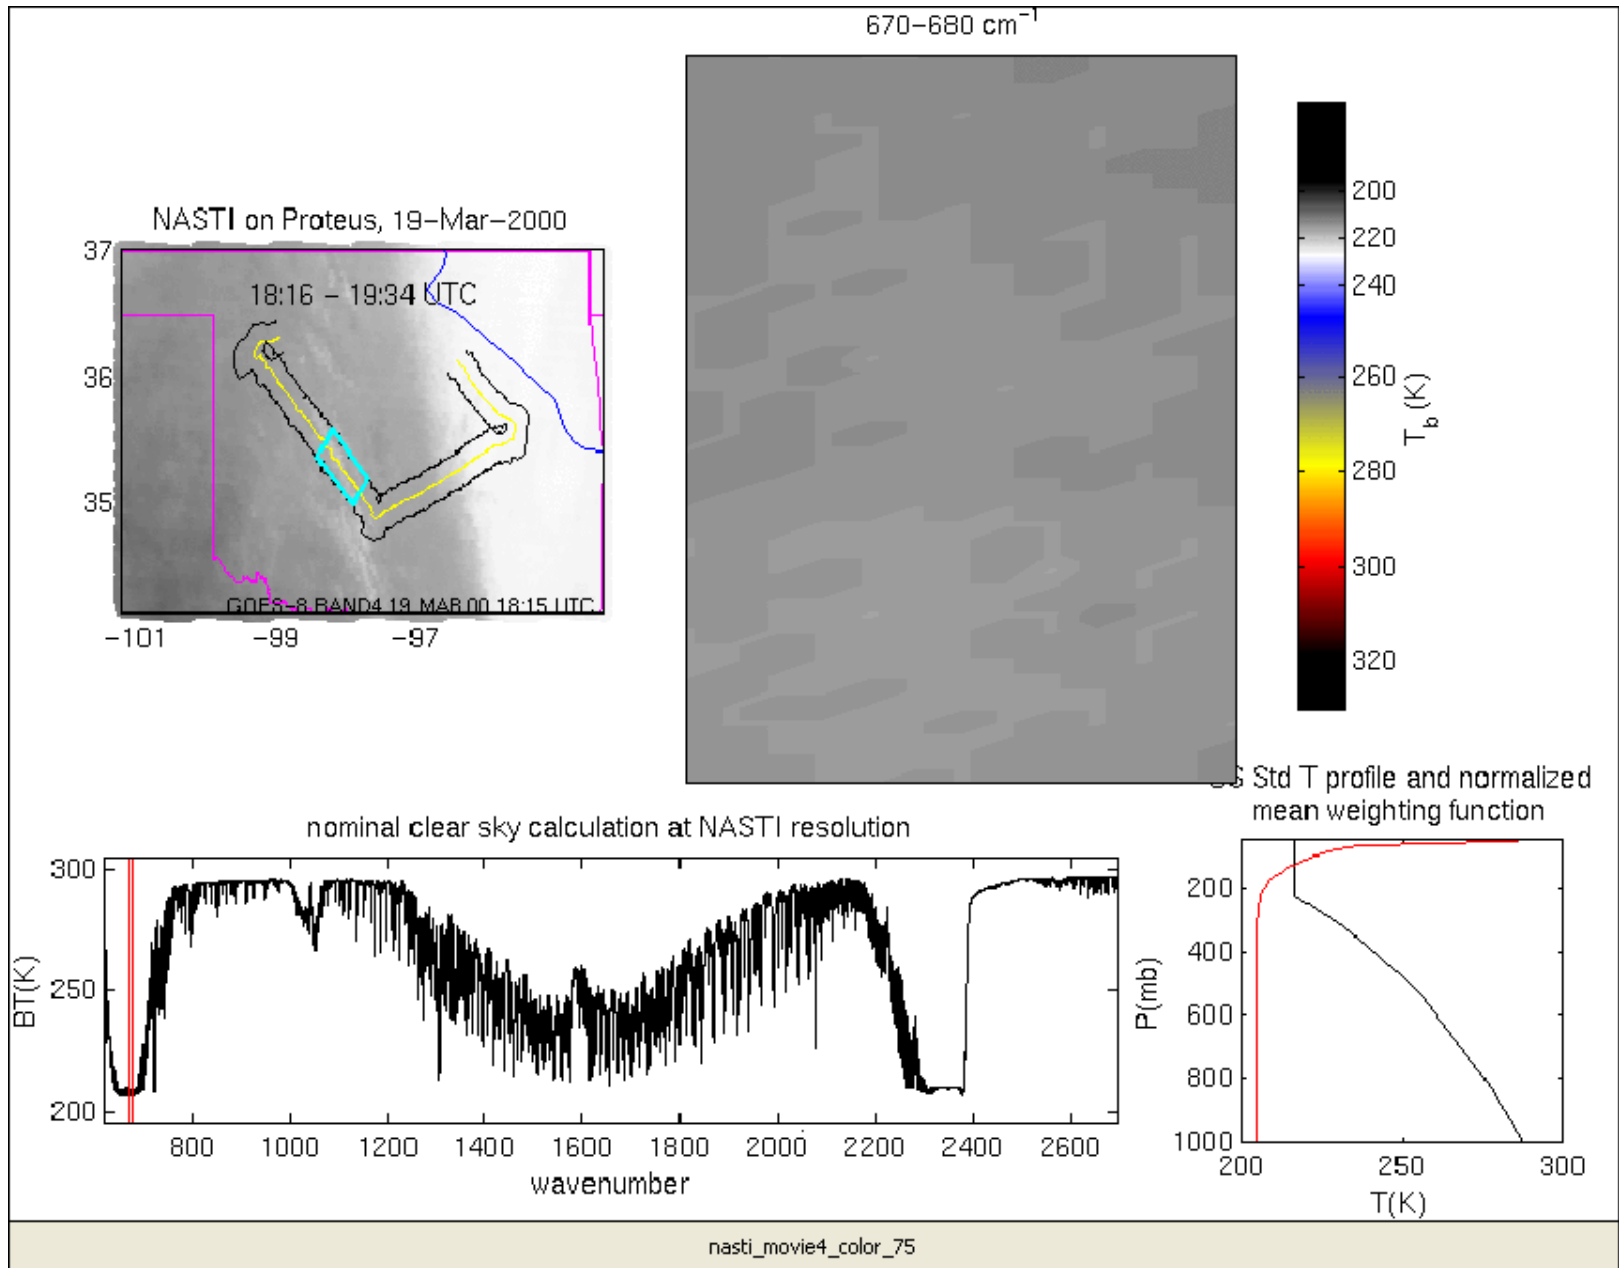 670-680 cm⁻¹
NASTI on Proteus, 19-Mar-2000
37
36
35
18:16 - 19:34 UTC
GOES-8 BAND4 19 MAR 00 18:15 UTC
-101 -99 -97
200
220
240
260
280
300
320
T_b (K)
nominal clear sky calculation at NASTI resolution
300
250
200
BT(K)
800 1000 1200 1400 1600 1800 2000 2200 2400 2600
wavenumber
S Std T profile and normalized
mean weighting function
200
400
600
800
1000
P(mb)
200 250 300
T(K)
nasti_movie4_color_75